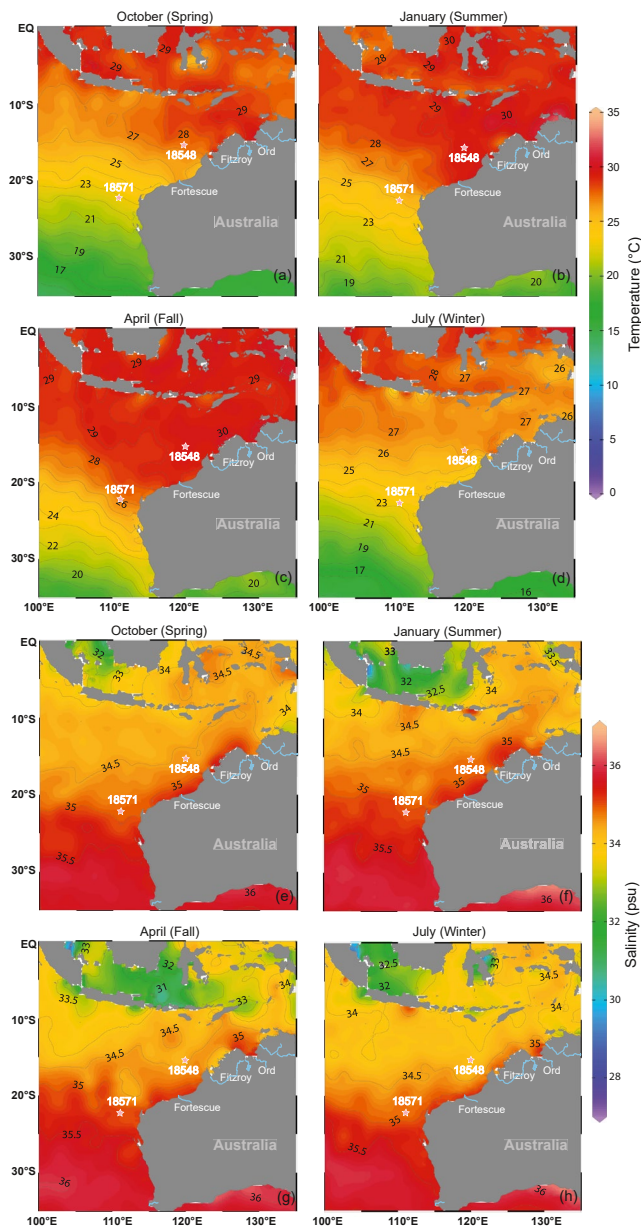 October (Spring)
January (Summer)
EQ
10°S
20°S
30°S
29
29
29
27
28
25
23
21
19
17
18548
18571
Fitzroy
Ord
Fortescue
Australia
(a)
30
28
29
29
30
28
27
25
23
21
19
20
18548
18571
Fitzroy
Ord
Fortescue
Australia
(b)
35
30
25
20
15
10
5
0
Temperature (°C)
April (Fall)
July (Winter)
EQ
10°S
20°S
30°S
29
29
29
29
30
28
26
24
22
20
20
18548
18571
Fitzroy
Ord
Fortescue
Australia
(c)
28
27
26
27
26
27
27
26
25
23
21
19
17
16
18548
18571
Fitzroy
Ord
Fortescue
Australia
(d)
100°E
110°E
120°E
130°E
100°E
110°E
120°E
130°E
October (Spring)
January (Summer)
EQ
10°S
20°S
30°S
32
33
34
34.5
34.5
34
34.5
35
35
35.5
36
18548
18571
Fitzroy
Ord
Fortescue
Australia
(e)
33
32
32.5
34
33.5
34
34.5
34.5
35
35
35
35.5
36
18548
18571
Fitzroy
Ord
Fortescue
Australia
(f)
36
34
32
30
28
Salinity (psu)
April (Fall)
July (Winter)
EQ
10°S
20°S
30°S
33
32
31
33.5
33
34
34.5
34.5
35
35
35.5
36
36
18548
18571
Fitzroy
Ord
Fortescue
Australia
(g)
32.5
32
33
34
34
34.5
34
35
34.5
35
35.5
36
18548
18571
Fitzroy
Ord
Fortescue
Australia
(h)
100°E
110°E
120°E
130°E
100°E
110°E
120°E
130°E